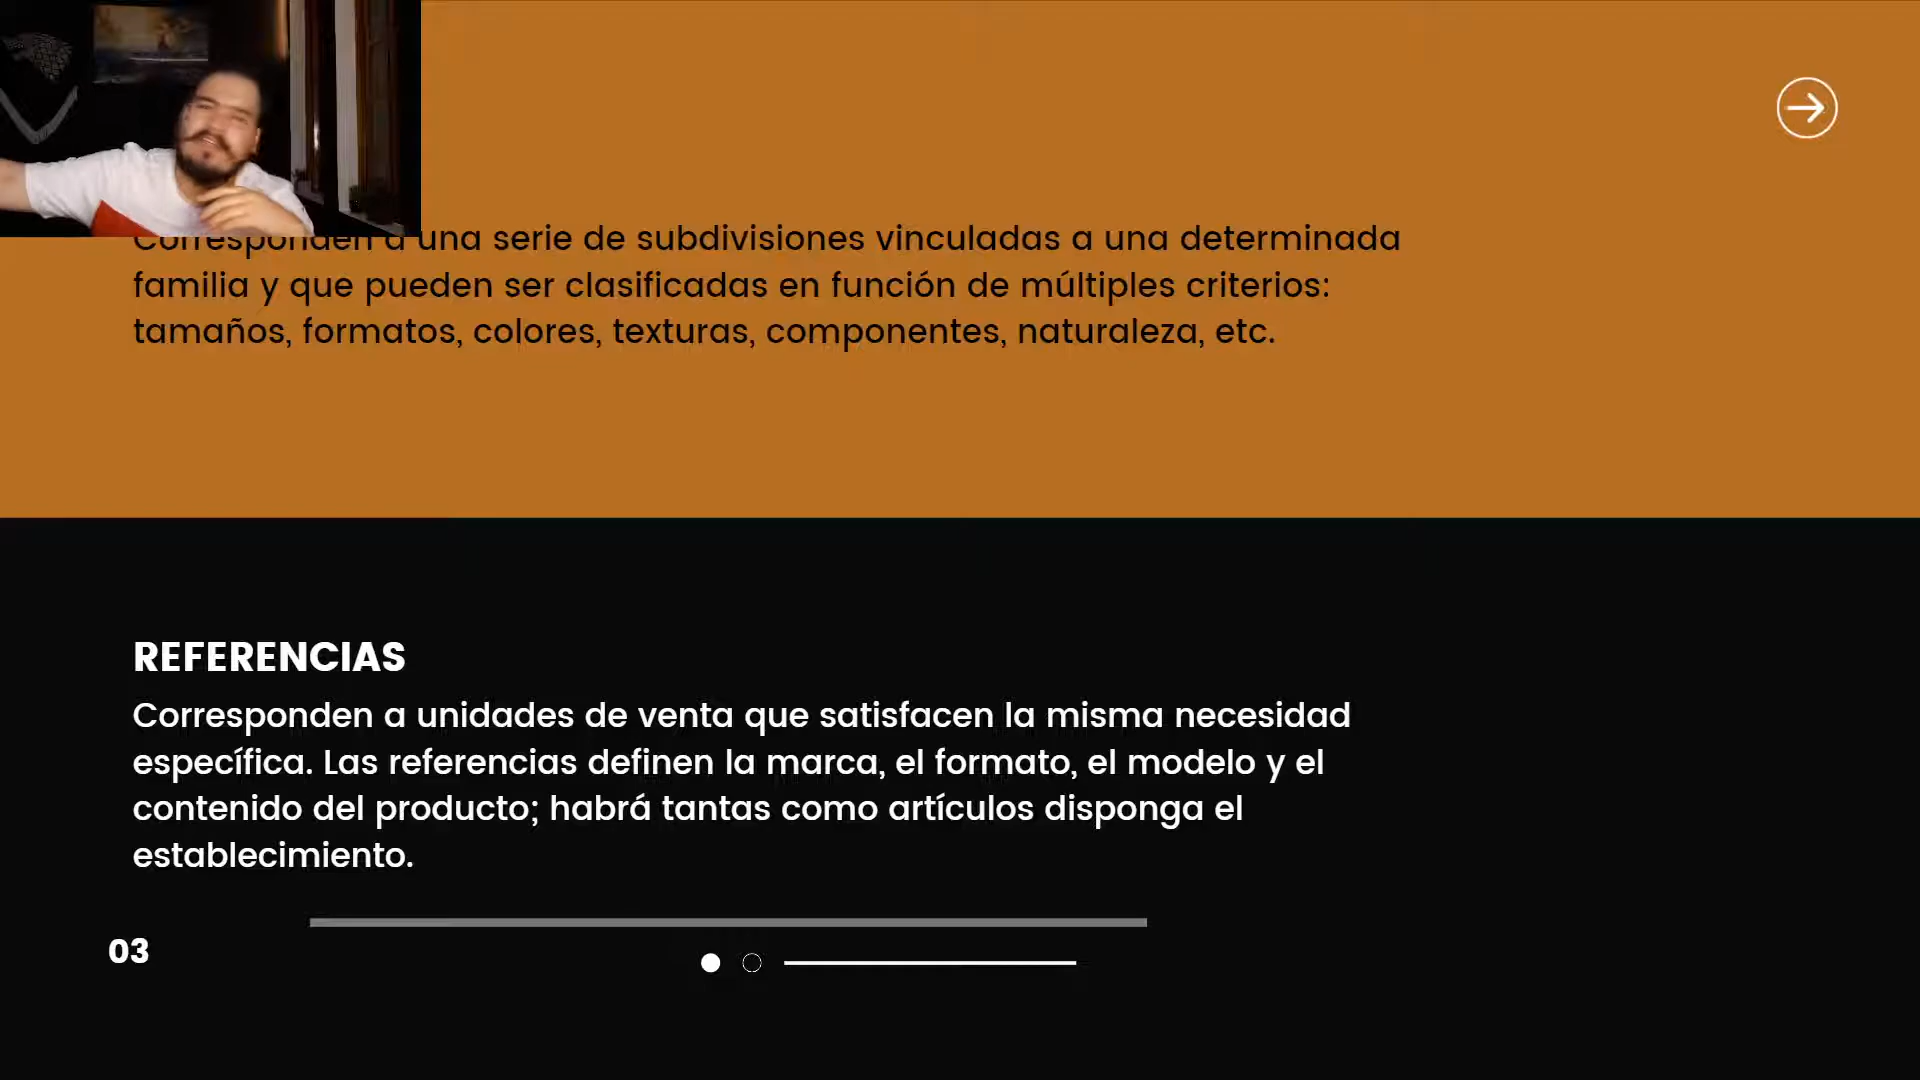 Corresponden a una serie de subdivisiones vinculadas a una determinada
familia y que pueden ser clasificadas en función de múltiples criterios:
tamaños, formatos, colores, texturas, componentes, naturaleza, etc.
REFERENCIAS
Corresponden a unidades de venta que satisfacen la misma necesidad
específica. Las referencias definen la marca, el formato, el modelo y el
contenido del producto; habrá tantas como artículos disponga el
establecimiento.
03